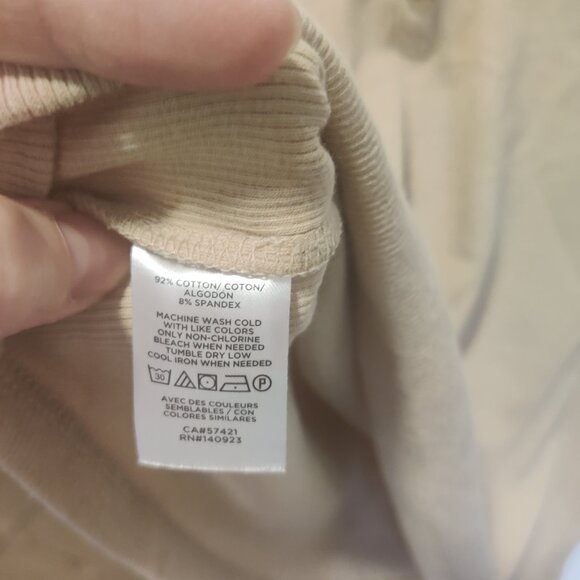 92% COTTON/ COTON/
ALGODÓN
8% SPANDEX
MACHINE WASH COLD
WITH LIKE COLORS
ONLY NON-CHLORINE
BLEACH WHEN NEEDED
TUMBLE DRY LOW
COOL IRON WHEN NEEDED
30 P
AVEC DES COULEURS
SEMBLABLES / CON
COLORES SIMILARES
CA#57421
RN#140923